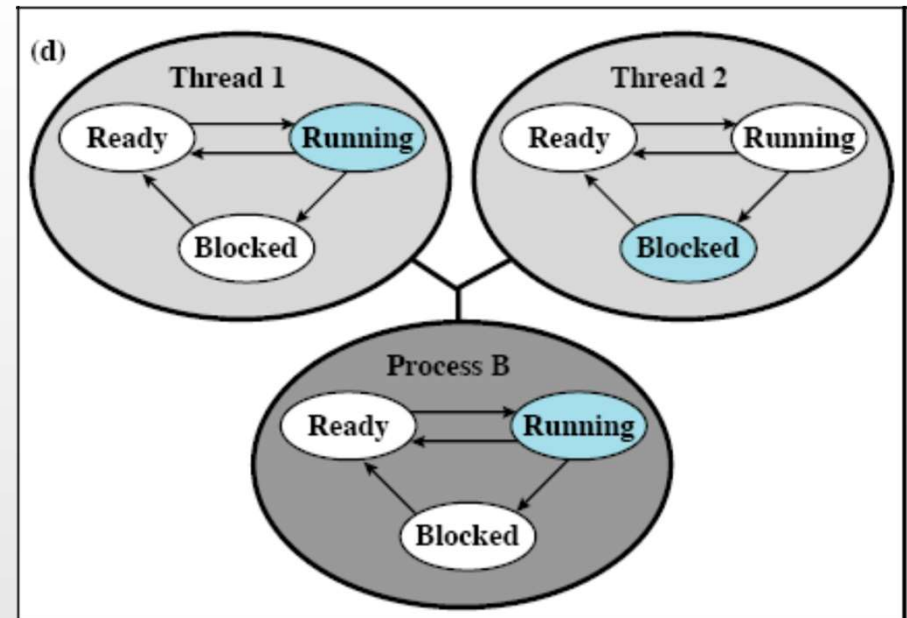 (d)
Thread 1
Ready
Running
Blocked
Thread 2
Ready
Running
Blocked
Process B
Ready
Running
Blocked